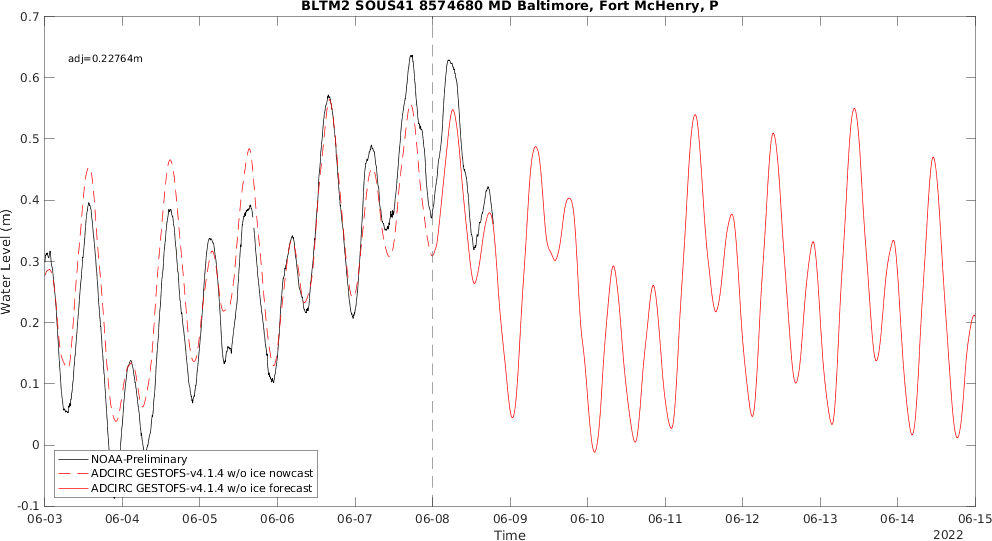 BLTM2 SOUS41 8574680 MD Baltimore, Fort McHenry, P
0.7
adj=0.22764m
0.6
0.5
0.4
0.3
0.2
0.1
0
-0.1
Water Level (m)
NOAA-Preliminary
ADCIRC GESTOFS-v4.1.4 w/o ice nowcast
ADCIRC GESTOFS-v4.1.4 w/o ice forecast
06-03 06-04 06-05 06-06 06-07 06-08 06-09 06-10 06-11 06-12 06-13 06-14 06-15
Time
2022